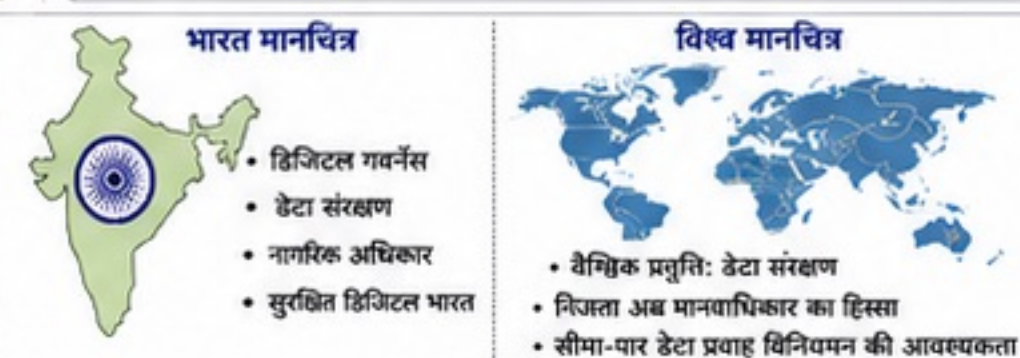 भारत मानचित्र
• डिजिटल गवर्नेंस
• डेटा संरक्षण
• नागरिक अधिकार
• सुरक्षित डिजिटल भारत
विश्व मानचित्र
• वैश्विक प्रवृत्ति: डेटा संरक्षण
• निजता अब मानवाधिकार का हिस्सा
• सीमा-पार डेटा प्रवाह विनियमन की आवश्यकता